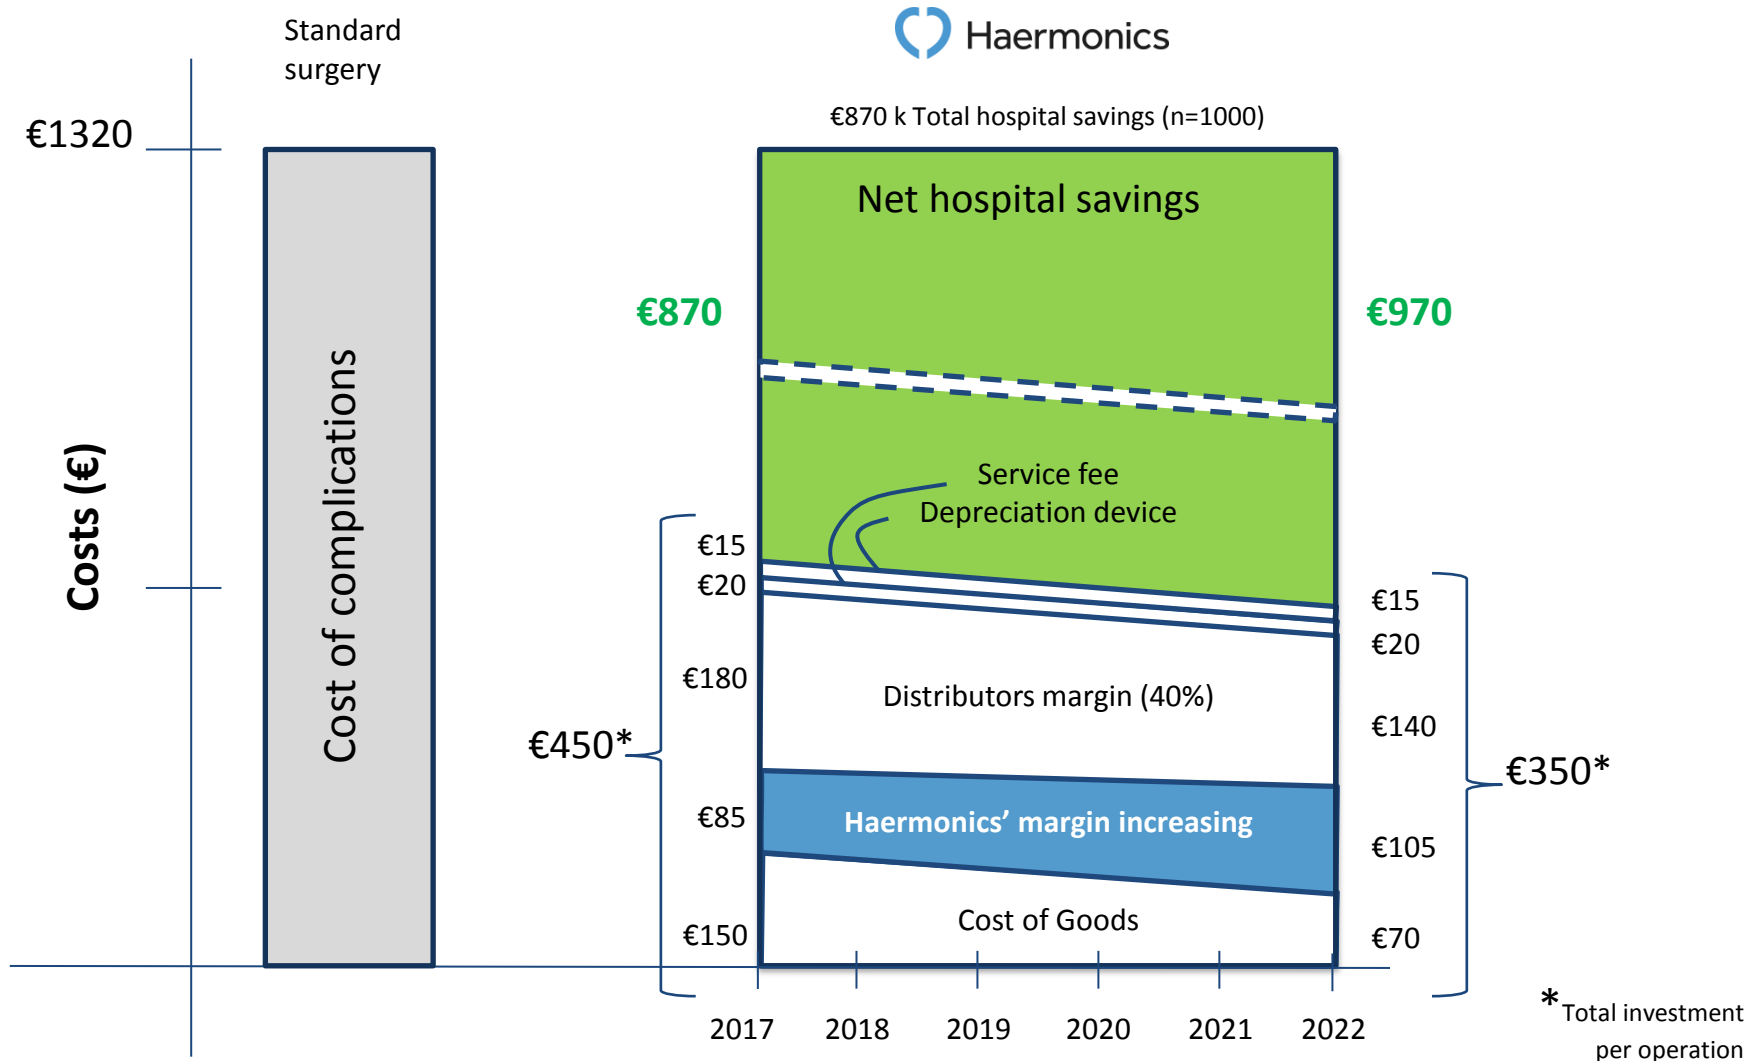 Standard
surgery
Haermonics
€1320
€870 k Total hospital savings (n=1000)
Net hospital savings
€870
€970
Costs (€)
Cost of complications
Service fee
Depreciation device
€15
€20
€180
€450*
€85
€150
Distributors margin (40%)
Haermonics’ margin increasing
Cost of Goods
€15
€20
€140
€350*
€105
€70
2017 2018 2019 2020 2021 2022
*Total investment
per operation